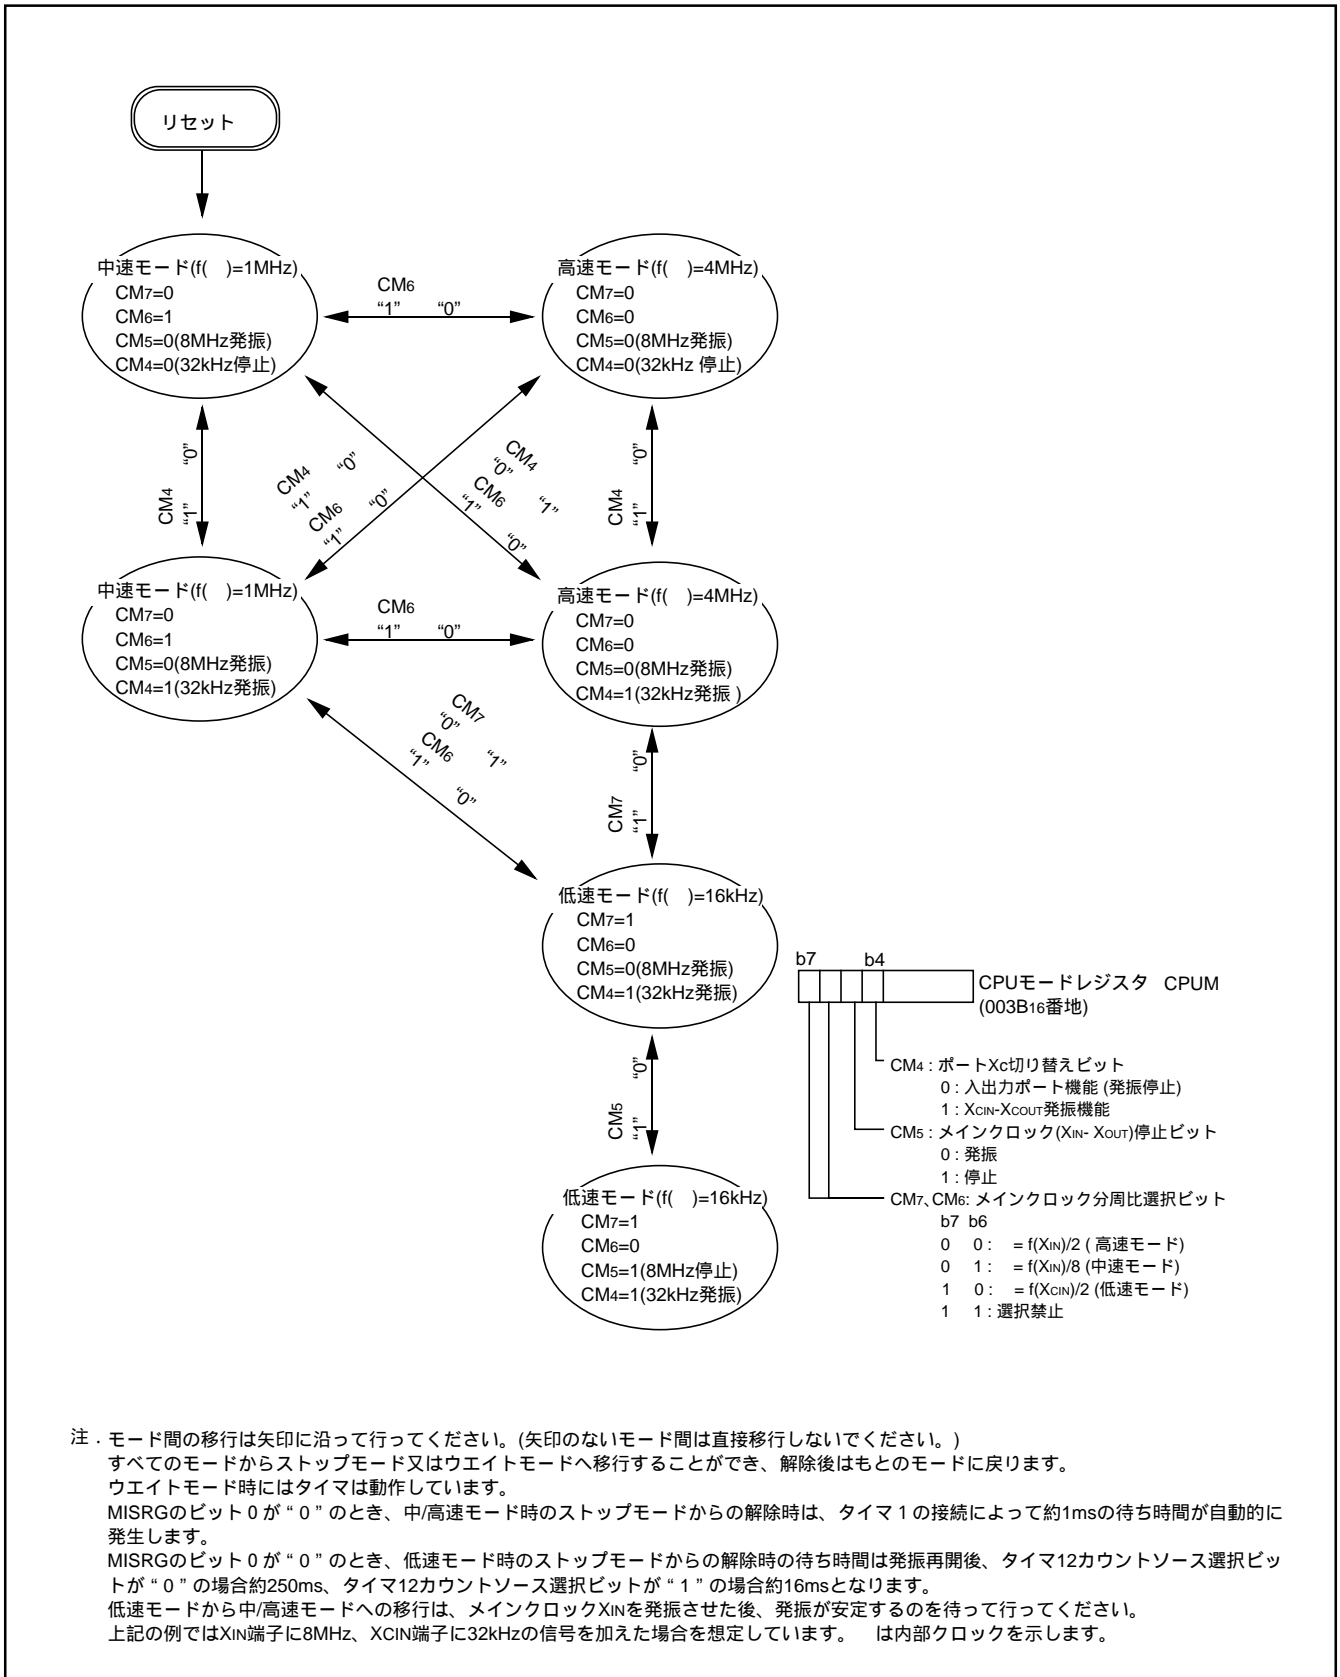 リセット
中速モード(f(　)=1MHz)
CM7=0
CM6=1
CM5=0(8MHz発振)
CM4=0(32kHz停止)
CM6
“1”　“0”
高速モード(f(　)=4MHz)
CM7=0
CM6=0
CM5=0(8MHz発振)
CM4=0(32kHz 停止)
CM4
“1”　“0”
CM4
“1”　“0”
CM6
“1”　“0”
CM4
“0”　“1”
CM6
“1”　“0”
CM4
“1”　“0”
中速モード(f(　)=1MHz)
CM7=0
CM6=1
CM5=0(8MHz発振)
CM4=1(32kHz発振)
CM6
“1”　“0”
高速モード(f(　)=4MHz)
CM7=0
CM6=0
CM5=0(8MHz発振)
CM4=1(32kHz発振 )
CM7
“0”　“1”
CM6
“1”　“0”
CM7
“1”　“0”
低速モード(f(　)=16kHz)
CM7=1
CM6=0
CM5=0(8MHz発振)
CM4=1(32kHz発振)
CM5
“1”　“0”
低速モード(f(　)=16kHz)
CM7=1
CM6=0
CM5=1(8MHz停止)
CM4=1(32kHz発振)
b7　b4
CPUモードレジスタ　CPUM
(003B16番地)
CM4 : ポートXc切り替えビット
0 : 入出力ポート機能 (発振停止)
1 : XCIN-XCOUT発振機能
CM5 : メインクロック(XIN- XOUT)停止ビット
0 : 発振
1 : 停止
CM7、CM6: メインクロック分周比選択ビット
b7 b6
0　0 :　= f(XIN)/2 ( 高速モード)
0　1 :　= f(XIN)/8 (中速モード)
1　0 :　= f(XCIN)/2 (低速モード)
1　1 : 選択禁止
注．モード間の移行は矢印に沿って行ってください。(矢印のないモード間は直接移行しないでください。)
すべてのモードからストップモード又はウエイトモードへ移行することができ、解除後はもとのモードに戻ります。
ウエイトモード時にはタイマは動作しています。
MISRGのビット０が “ 0 ” のとき、中/高速モード時のストップモードからの解除時は、タイマ１の接続によって約1msの待ち時間が自動的に
発生します。
MISRGのビット０が “ 0 ” のとき、低速モード時のストップモードからの解除時の待ち時間は発振再開後、タイマ12カウントソース選択ビッ
トが “ 0 ” の場合約250ms、タイマ12カウントソース選択ビットが “ 1 ” の場合約16msとなります。
低速モードから中/高速モードへの移行は、メインクロックXINを発振させた後、発振が安定するのを待って行ってください。
上記の例ではXIN端子に8MHz、XCIN端子に32kHzの信号を加えた場合を想定しています。　は内部クロックを示します。